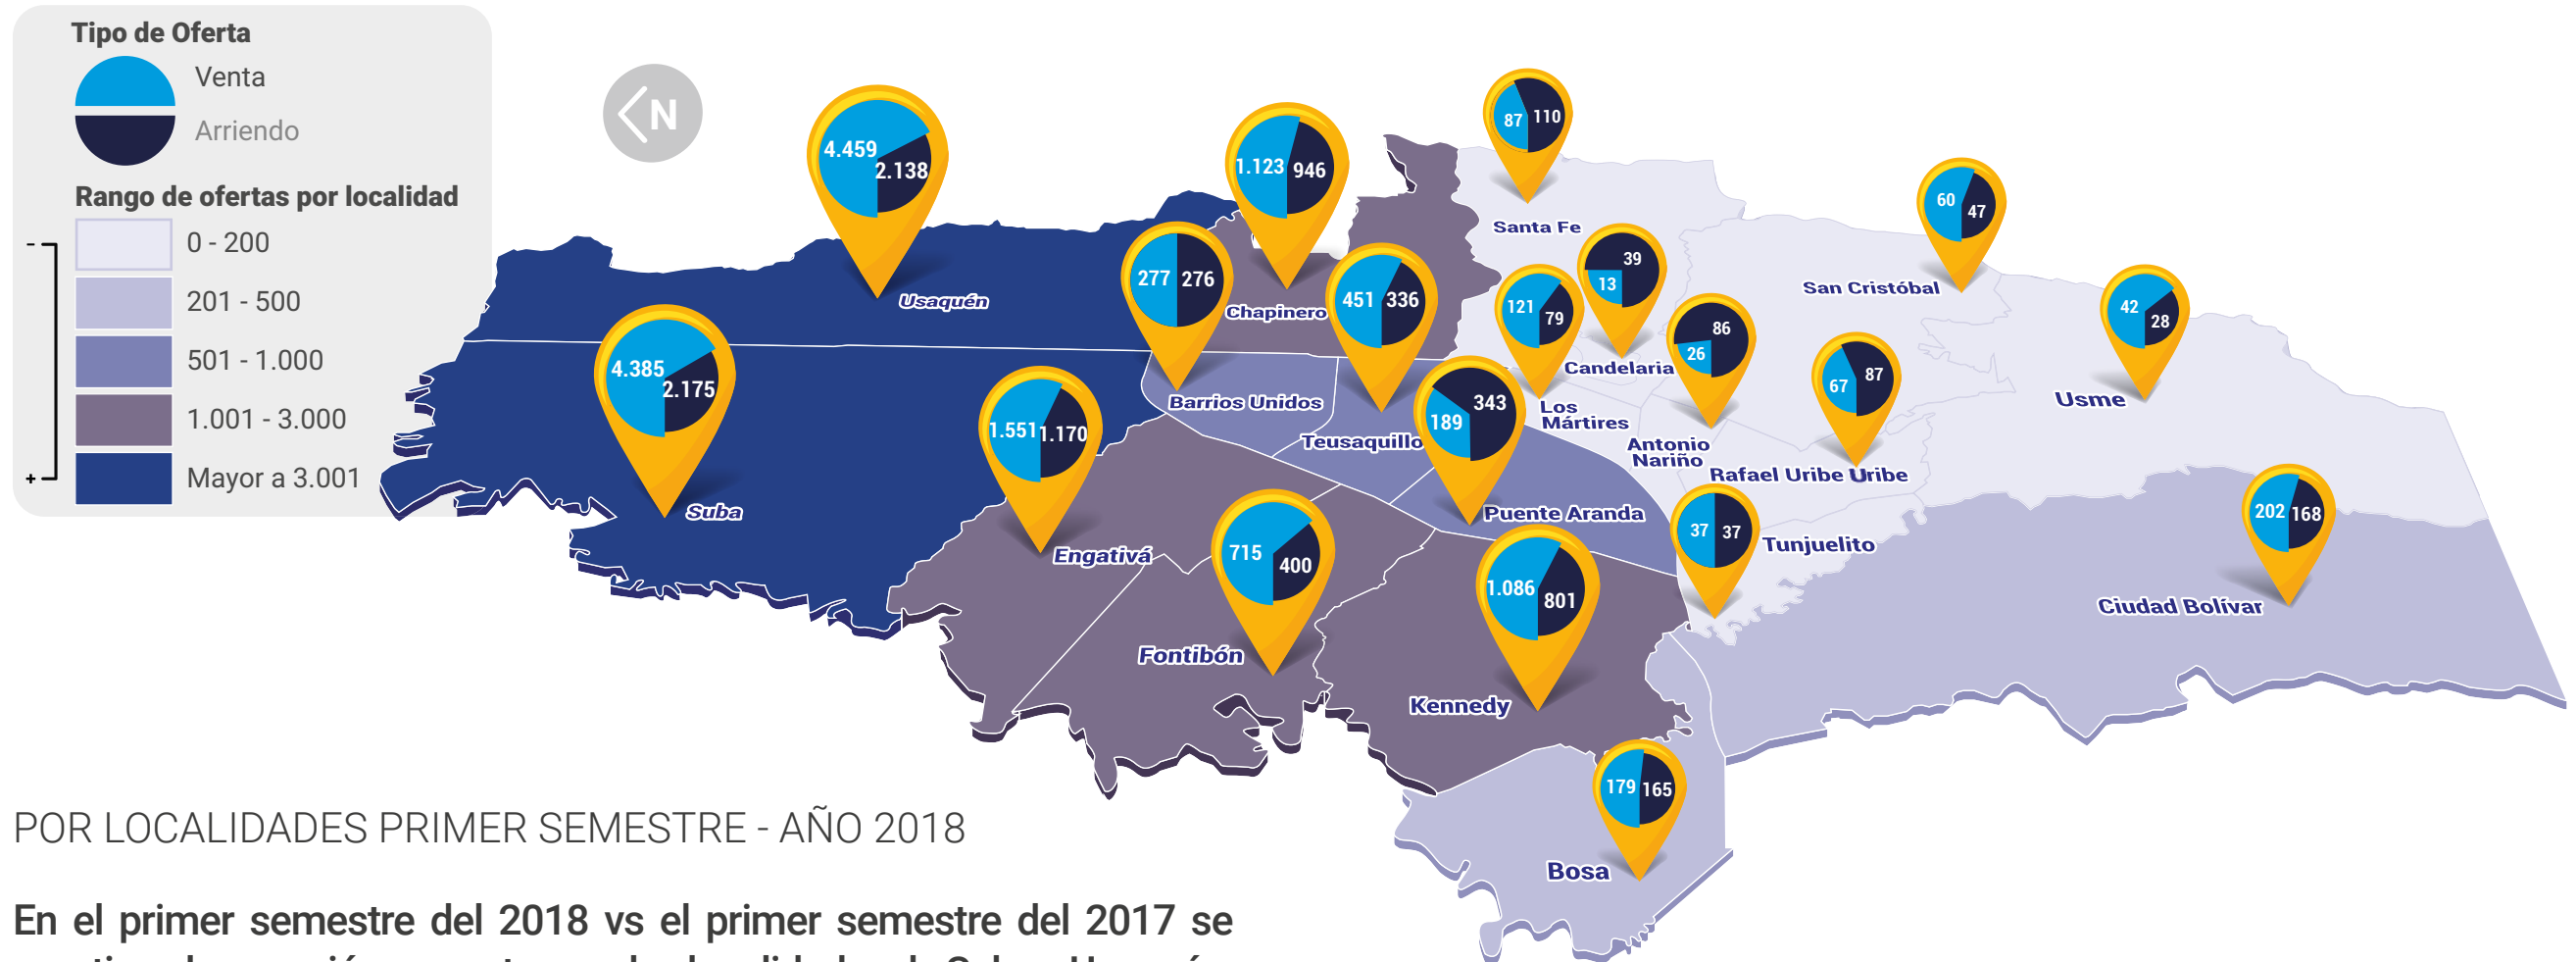 Tipo de Oferta
Venta
Arriendo
Rango de ofertas por localidad
-
0 - 200
201 - 500
501 - 1.000
1.001 - 3.000
+
Mayor a 3.001
N
4.459
2.138
Usaquén
4.385
2.175
Suba
1.123
946
Chapinero
277
276
Barrios Unidos
451
336
Teusaquillo
1.551
1.170
Engativá
715
400
Fontibón
189
343
Puente Aranda
1.086
801
Kennedy
87
110
Santa Fe
121
79
Los
Mártires
39
13
Candelaria
86
26
Antonio
Nariño
60
47
San Cristóbal
67
87
Rafael Uribe Uribe
42
28
Usme
37
37
Tunjuelito
202
168
Ciudad Bolívar
179
165
Bosa
POR LOCALIDADES PRIMER SEMESTRE - AÑO 2018
En el primer semestre del 2018 vs el primer semestre del 2017 se